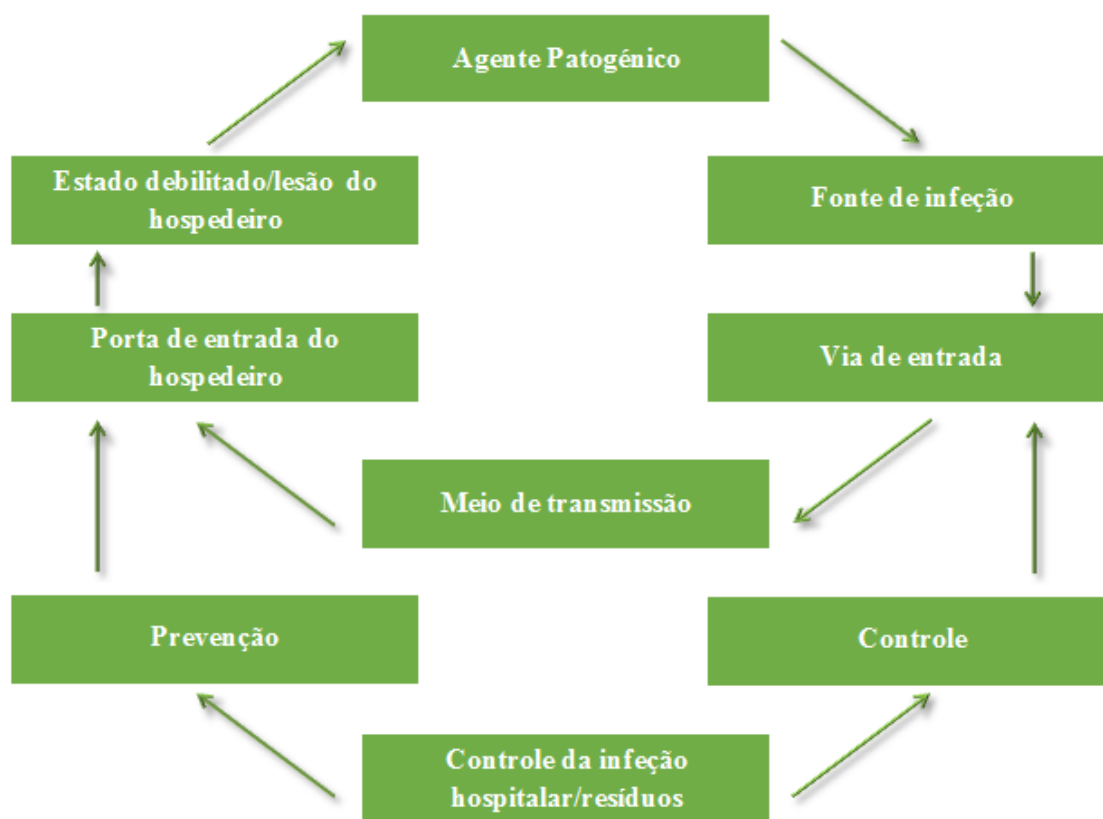 Agente Patogénico
Estado debilitado/lesão do
hospedeiro
Fonte de infeção
Porta de entrada do
hospedeiro
Via de entrada
Meio de transmissão
Prevenção
Controle
Controle da infeção
hospitalar/resíduos